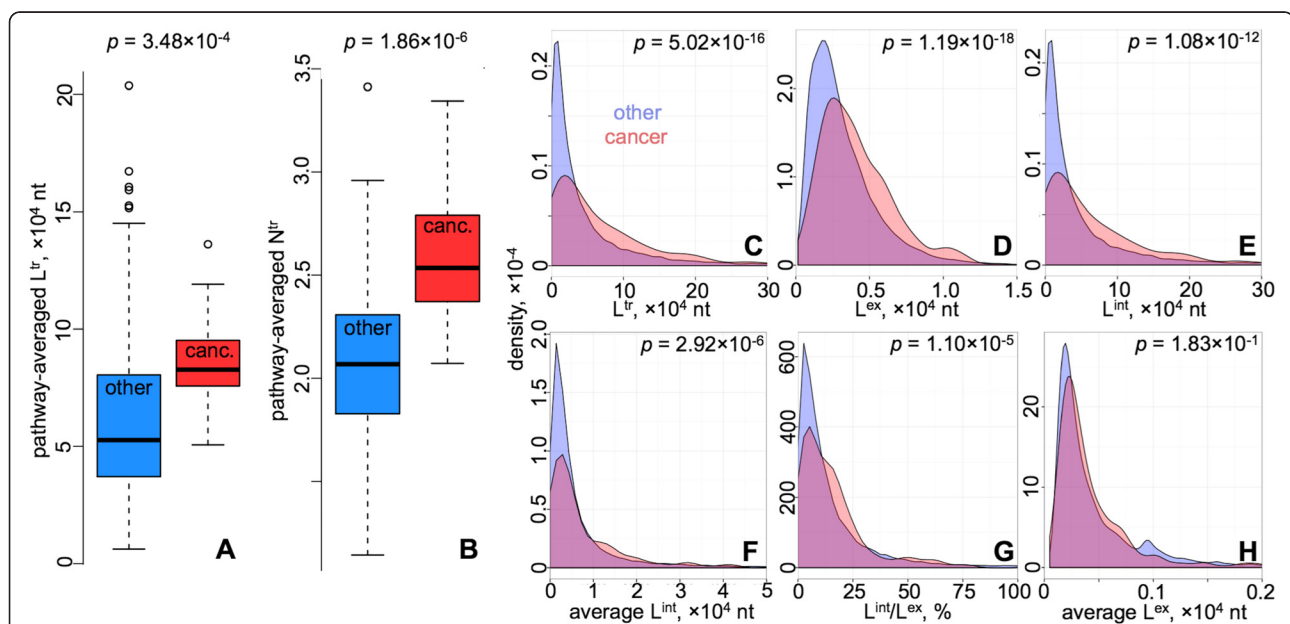 p = 3.48×10⁻⁴
pathway-averaged Lᵗʳ, ×10⁴ nt
0
5
10
15
20
other
canc.
A
p = 1.86×10⁻⁶
pathway-averaged Nᵗʳ
2.0
2.5
3.0
3.5
other
canc.
B
density, ×10⁻⁴
p = 5.02×10⁻¹⁶
other
cancer
0
0.1
0.2
C
0
10
20
30
Lᵗʳ, ×10⁴ nt
p = 1.19×10⁻¹⁸
0
1.0
2.0
D
0
0.5
1.0
1.5
Lᵉˣ, ×10⁴ nt
p = 1.08×10⁻¹²
0
0.1
0.2
E
0
10
20
30
Lⁱⁿᵗ, ×10⁴ nt
p = 2.92×10⁻⁶
0
0.5
1.0
1.5
2.0
F
0
1
2
3
4
5
average Lⁱⁿᵗ, ×10⁴ nt
p = 1.10×10⁻⁵
0
200
400
600
G
0
25
50
75
100
Lⁱⁿᵗ/Lᵉˣ, %
p = 1.83×10⁻¹
0
10
20
H
0
0.1
0.2
average Lᵉˣ, ×10⁴ nt